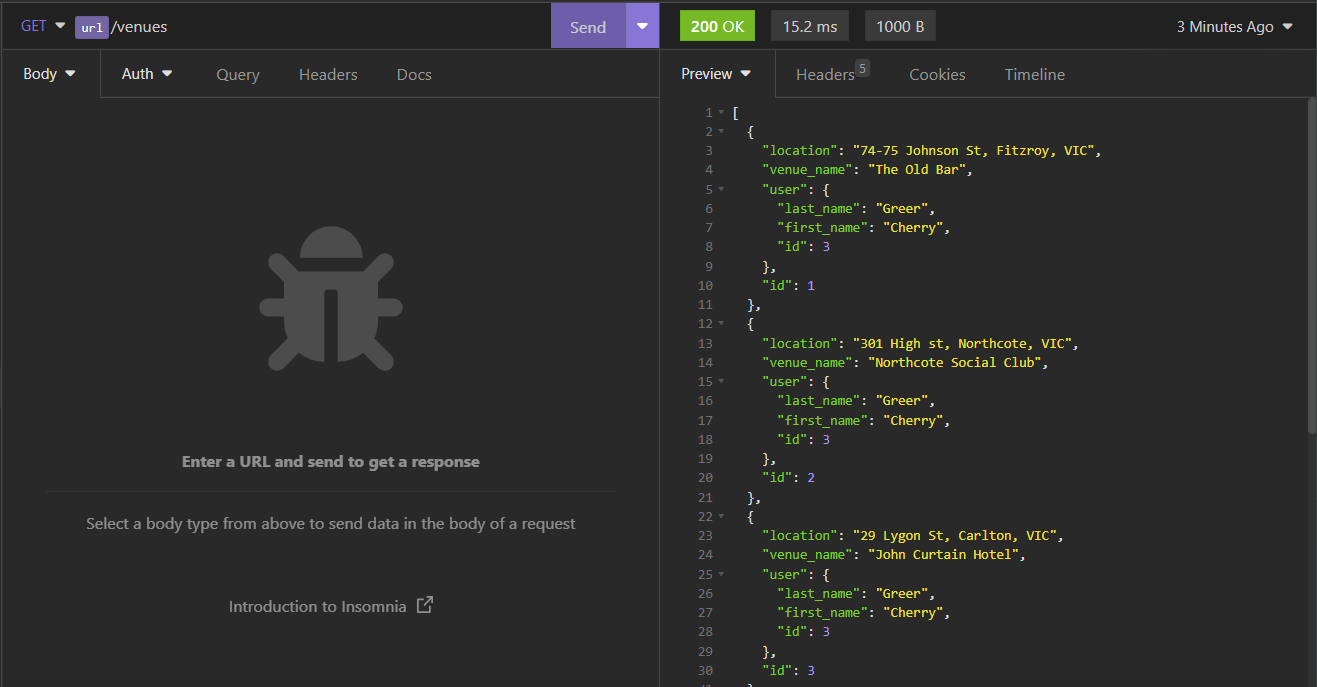 GET url /venues Send 200 OK 15.2 ms 1000 B 3 Minutes Ago
Body Auth Query Headers Docs Preview Headers 5 Cookies Timeline
Enter a URL and send to get a response
Select a body type from above to send data in the body of a request
Introduction to Insomnia
1 [
2 {
3 "location": "74-75 Johnson St, Fitzroy, VIC",
4 "venue_name": "The Old Bar",
5 "user": {
6 "last_name": "Greer",
7 "first_name": "Cherry",
8 "id": 3
9 },
10 "id": 1
11 },
12 {
13 "location": "301 High st, Northcote, VIC",
14 "venue_name": "Northcote Social Club",
15 "user": {
16 "last_name": "Greer",
17 "first_name": "Cherry",
18 "id": 3
19 },
20 "id": 2
21 },
22 {
23 "location": "29 Lygon St, Carlton, VIC",
24 "venue_name": "John Curtain Hotel",
25 "user": {
26 "last_name": "Greer",
27 "first_name": "Cherry",
28 "id": 3
29 },
30 "id": 3